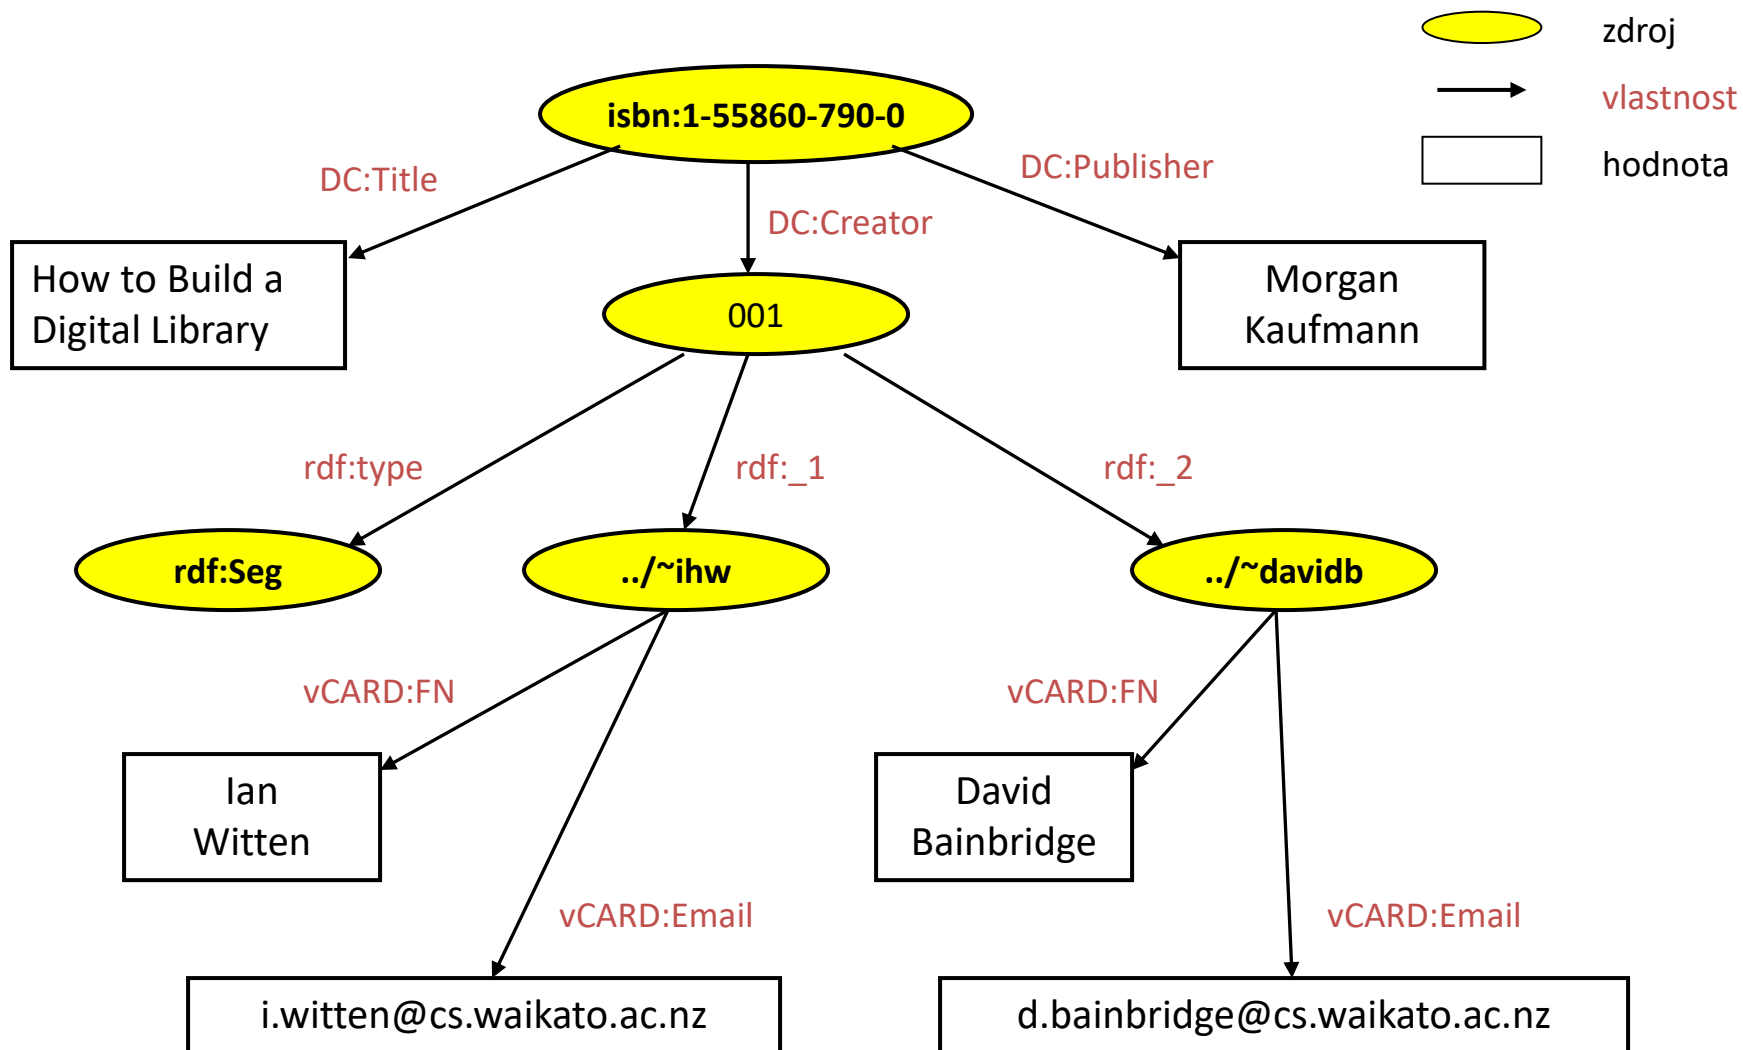 zdroj
isbn:1-55860-790-0
vlastnost
DC:Title
DC:Publisher
hodnota
DC:Creator
How to Build a
Digital Library
Morgan
Kaufmann
001
rdf:type
rdf:_1
rdf:_2
rdf:Seg
../~ihw
../~davidb
vCARD:FN
vCARD:FN
Ian
Witten
David
Bainbridge
vCARD:Email
vCARD:Email
i.witten@cs.waikato.ac.nz
d.bainbridge@cs.waikato.ac.nz